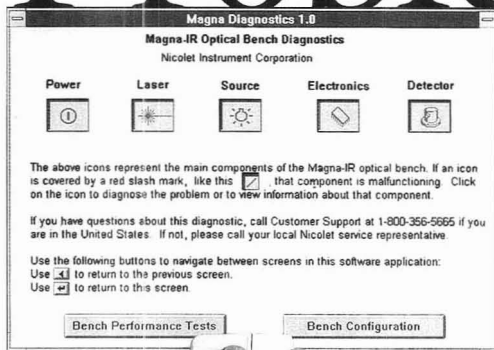 Magna Diagnostics 1.0
Magna-IR Optical Bench Diagnostics
Nicolet Instrument Corporation
Power Laser Source Electronics Detector
The above icons represent the main components of the Magna-IR optical bench. If an icon
is covered by a red slash mark, like this , that component is malfunctioning. Click
on the icon to diagnose the problem or to view information about that component.
If you have questions about this diagnostic, call Customer Support at 1-800-356-5665 if you
are in the United States. If not, please call your local Nicolet service representative.
Use the following buttons to navigate between screens in this software application:
Use to return to the previous screen.
Use to return to this screen.
Bench Performance Tests Bench Configuration